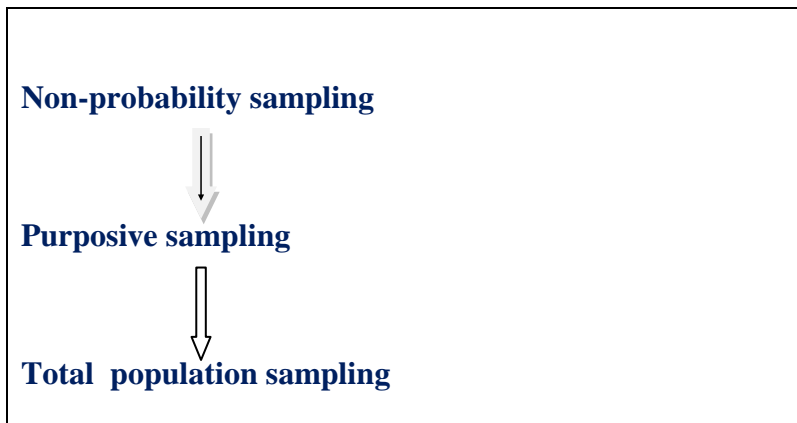 Non-probability sampling
Purposive sampling
Total  population sampling